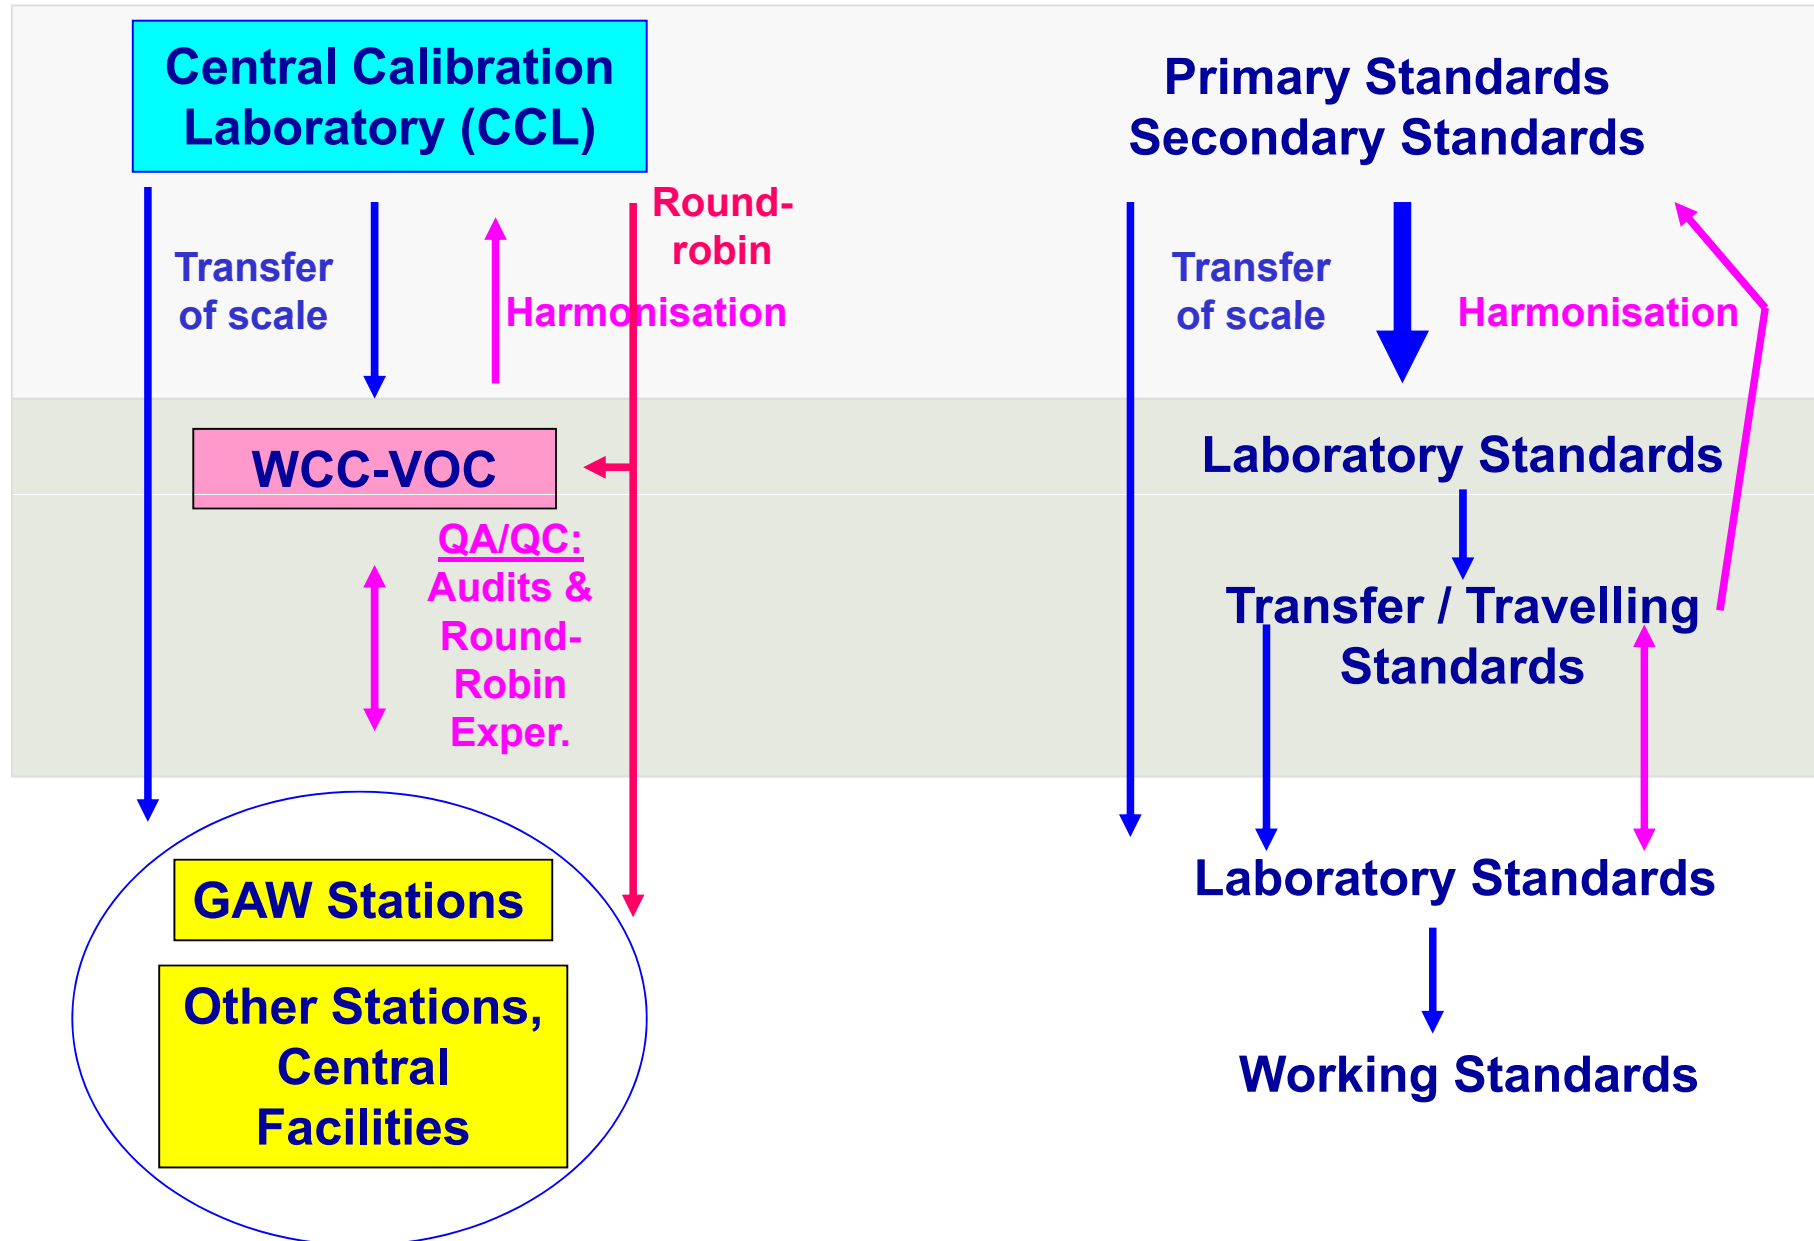 Central Calibration
Laboratory (CCL)
Round-
robin
Transfer
of scale
Harmonisation
WCC-VOC
QA/QC:
Audits &
Round-
Robin
Exper.
GAW Stations
Other Stations,
Central
Facilities
Primary Standards
Secondary Standards
Transfer
of scale
Harmonisation
Laboratory Standards
Transfer / Travelling
Standards
Laboratory Standards
Working Standards